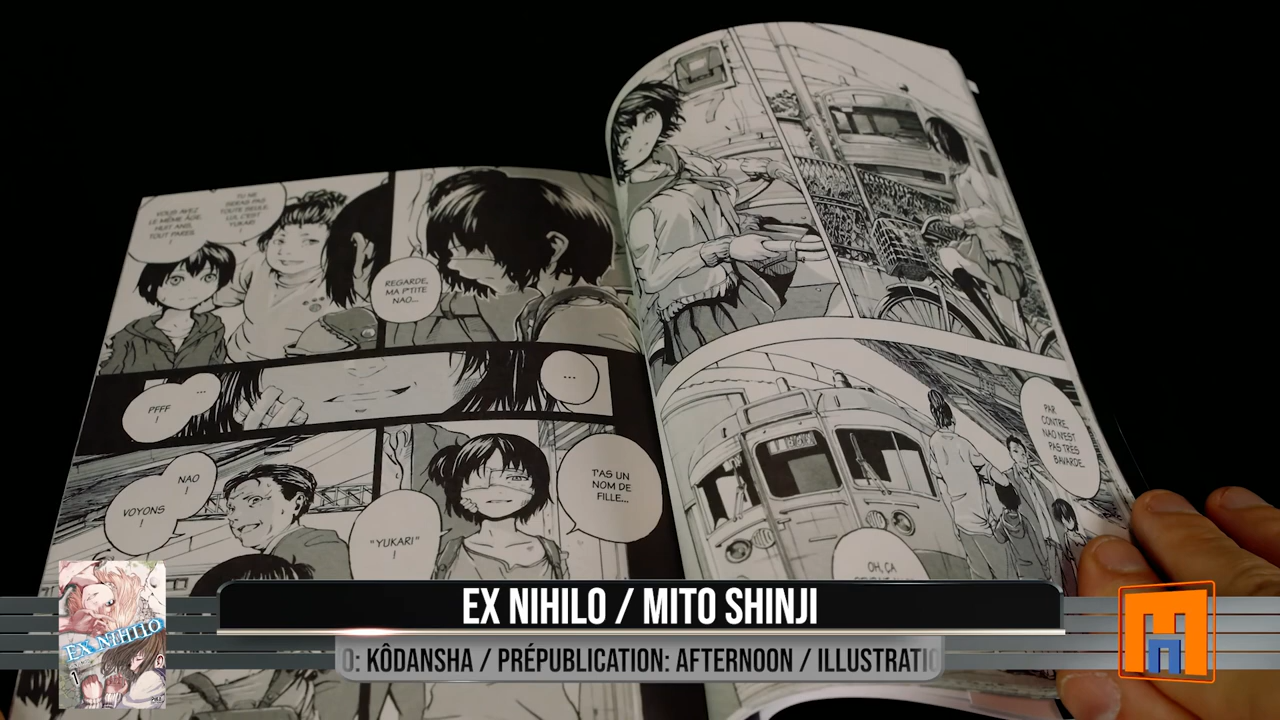 VOUS AVEZ
LE MÊME ÂGE.
HUIT ANS,
TOUT PAREIL
!
TU NE
SERAS PAS
TOUTE SEULE.
LUI, C'EST
YUKARI
!
REGARDE,
MA P'TITE
NAO...
PFFF
!
...
...
NAO
!
VOYONS
!
"YUKARI"
!
T'AS UN
NOM DE
FILLE...
PAR
CONTRE,
NAO N'EST
PAS TRÈS
BAVARDE.
OH, ÇA
EX NIHILO
1
EX NIHILO / MITO SHINJI
O: KÔDANSHA / PRÉPUBLICATION: AFTERNOON / ILLUSTRATIO